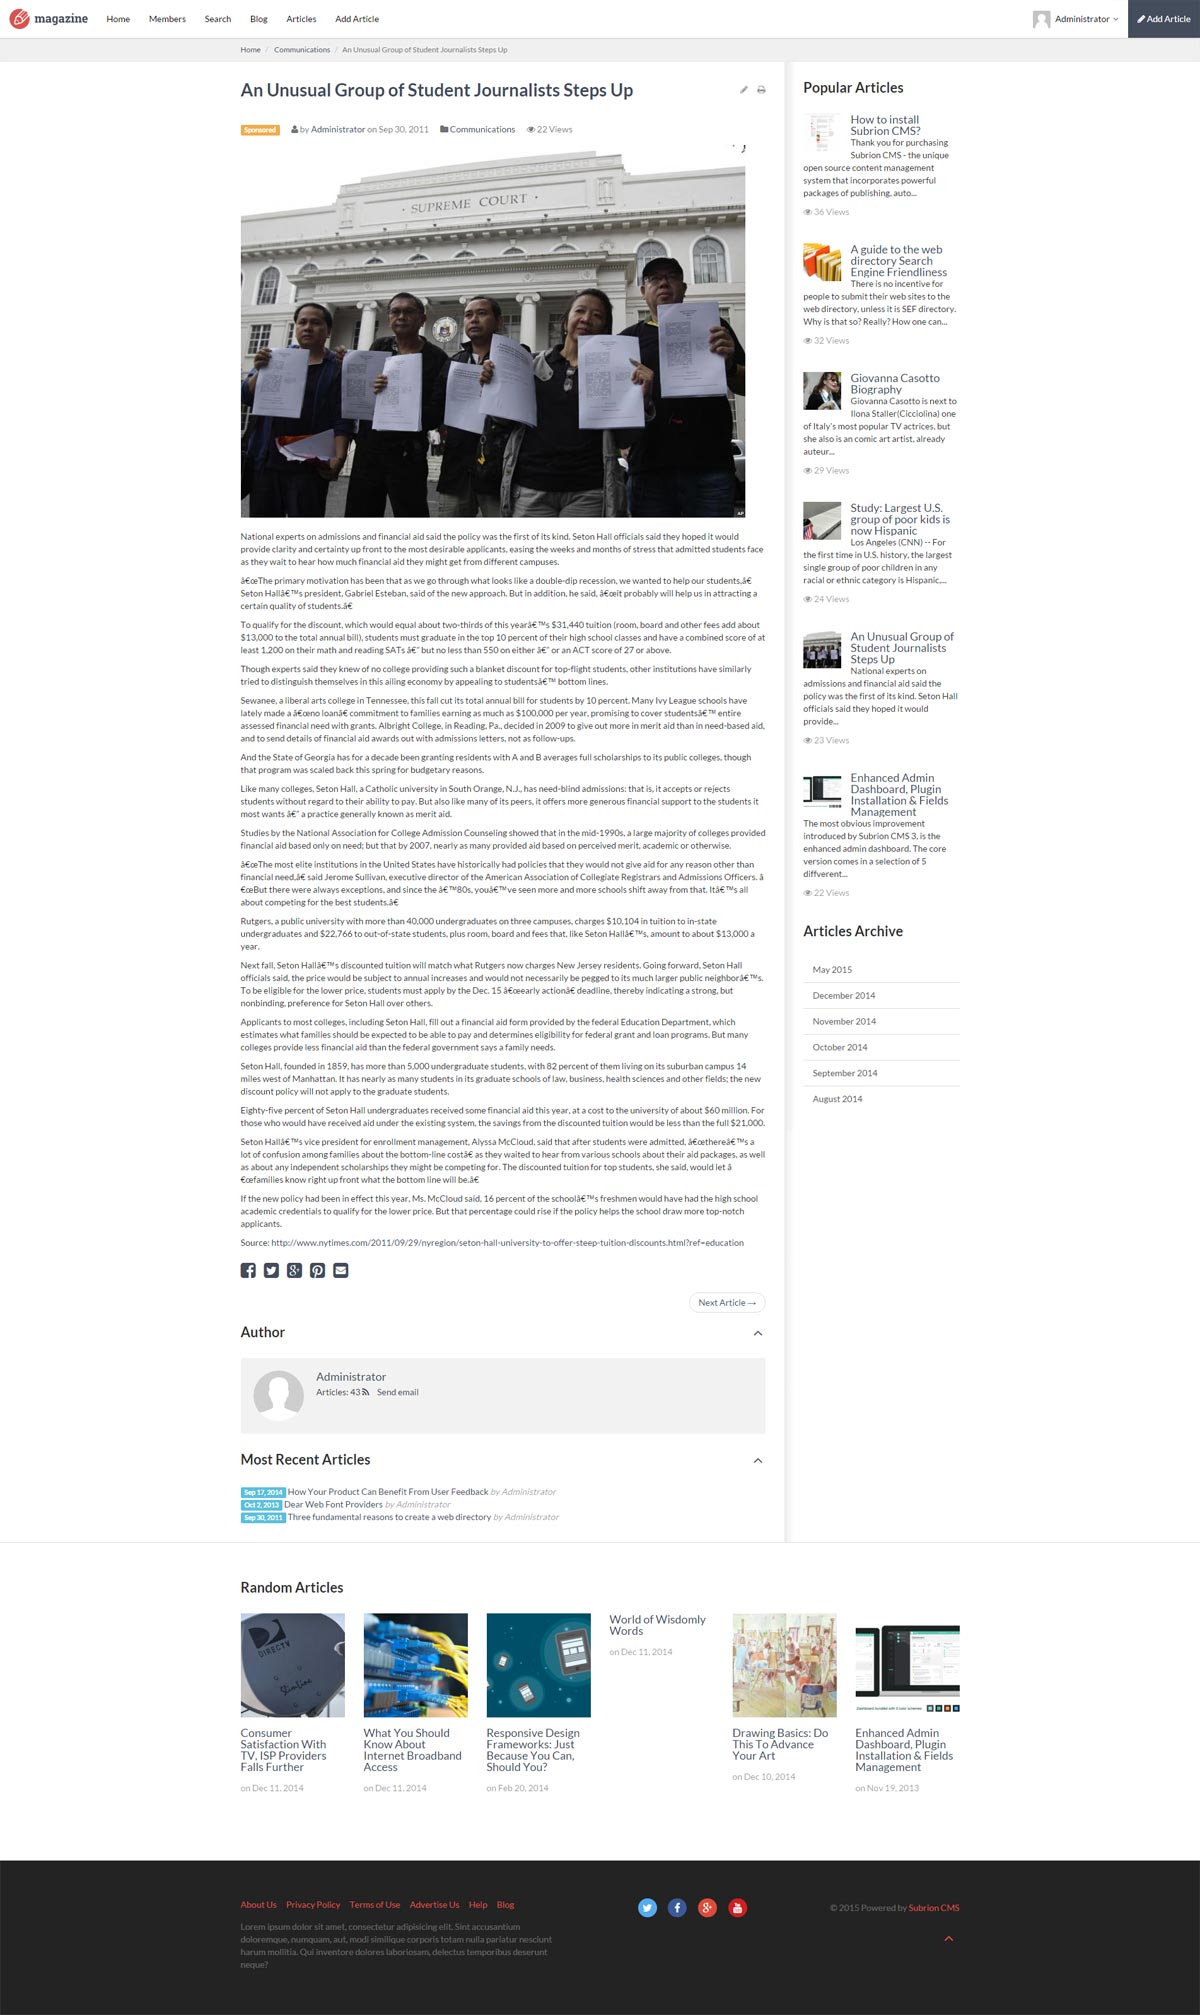 magazine
Home Members Search Blog Articles Add Article
Administrator
Add Article
Home / Communications / An Unusual Group of Student Journalists Steps Up
An Unusual Group of Student Journalists Steps Up
Sponsored by Administrator on Sep 30, 2011 Communications 22 Views
SUPREME COURT
AP
National experts on admissions and financial aid said the policy was the first of its kind. Seton Hall officials said they hoped it would
provide clarity and certainty up front to the most desirable applicants, easing the weeks and months of stress that admitted students face
as they wait to hear how much financial aid they might get from different campuses.
â€œThe primary motivation has been that as we go through what looks like a double-dip recession, we wanted to help our students,â€
Seton Hallâ€™s president, Gabriel Esteban, said of the new approach. But in addition, he said, â€œit probably will help us in attracting a
certain quality of students.â€
To qualify for the discount, which would equal about two-thirds of this yearâ€™s $31,440 tuition (room, board and other fees add about
$13,000 to the total annual bill), students must graduate in the top 10 percent of their high school classes and have a combined score of at
least 1,200 on their math and reading SATs â€" but no less than 550 on either â€" or an ACT score of 27 or above.
Though experts said they knew of no college providing such a blanket discount for top-flight students, other institutions have similarly
tried to distinguish themselves in this ailing economy by appealing to studentsâ€™ bottom lines.
Sewanee, a liberal arts college in Tennessee, this fall cut its total annual bill for students by 10 percent. Many Ivy League schools have
lately made a â€œno loanâ€ commitment to families earning as much as $100,000 per year, promising to cover studentsâ€™ entire
assessed financial need with grants. Albright College, in Reading, Pa., decided in 2009 to give out more in merit aid than in need-based aid,
and to send details of financial aid awards out with admissions letters, not as follow-ups.
And the State of Georgia has for a decade been granting residents with A and B averages full scholarships to its public colleges, though
that program was scaled back this spring for budgetary reasons.
Like many colleges, Seton Hall, a Catholic university in South Orange, N.J., has need-blind admissions: that is, it accepts or rejects
students without regard to their ability to pay. But also like many of its peers, it offers more generous financial support to the students it
most wants â€" a practice generally known as merit aid.
Studies by the National Association for College Admission Counseling showed that in the mid-1990s, a large majority of colleges provided
financial aid based only on need; but that by 2007, nearly as many provided aid based on perceived merit, academic or otherwise.
â€œThe most elite institutions in the United States have historically had policies that they would not give aid for any reason other than
financial need,â€ said Jerome Sullivan, executive director of the American Association of Collegiate Registrars and Admissions Officers. â
€œBut there were always exceptions, and since the â€™80s, youâ€™ve seen more and more schools shift away from that. Itâ€™s all
about competing for the best students.â€
Rutgers, a public university with more than 40,000 undergraduates on three campuses, charges $10,104 in tuition to in-state
undergraduates and $22,766 to out-of-state students, plus room, board and fees that, like Seton Hallâ€™s, amount to about $13,000 a
year.
Next fall, Seton Hallâ€™s discounted tuition will match what Rutgers now charges New Jersey residents. Going forward, Seton Hall
officials said, the price would be subject to annual increases and would not necessarily be pegged to its much larger public neighborâ€™s.
To be eligible for the lower price, students must apply by the Dec. 15 â€œearly actionâ€ deadline, thereby indicating a strong, but
nonbinding, preference for Seton Hall over others.
Applicants to most colleges, including Seton Hall, fill out a financial aid form provided by the federal Education Department, which
estimates what families should be expected to be able to pay and determines eligibility for federal grant and loan programs. But many
colleges provide less financial aid than the federal government says a family needs.
Seton Hall, founded in 1859, has more than 5,000 undergraduate students, with 82 percent of them living on its suburban campus 14
miles west of Manhattan. It has nearly as many students in its graduate schools of law, business, health sciences and other fields; the new
discount policy will not apply to the graduate students.
Eighty-five percent of Seton Hall undergraduates received some financial aid this year, at a cost to the university of about $60 million. For
those who would have received aid under the existing system, the savings from the discounted tuition would be less than the full $21,000.
Seton Hallâ€™s vice president for enrollment management, Alyssa McCloud, said that after students were admitted, â€œthereâ€™s a
lot of confusion among families about the bottom-line costâ€ as they waited to hear from various schools about their aid packages, as well
as about any independent scholarships they might be competing for. The discounted tuition for top students, she said, would let â
€œfamilies know right up front what the bottom line will be.â€
If the new policy had been in effect this year, Ms. McCloud said, 16 percent of the schoolâ€™s freshmen would have had the high school
academic credentials to qualify for the lower price. But that percentage could rise if the policy helps the school draw more top-notch
applicants.
Source: http://www.nytimes.com/2011/09/29/nyregion/seton-hall-university-to-offer-steep-tuition-discounts.html?ref=education
Next Article →
Author
Administrator
Articles: 43 Send email
Most Recent Articles
Sep 17, 2014 How Your Product Can Benefit From User Feedback by Administrator
Oct 2, 2013 Dear Web Font Providers by Administrator
Sep 30, 2011 Three fundamental reasons to create a web directory by Administrator
Popular Articles
How to install
Subrion CMS?
Thank you for purchasing
Subrion CMS - the unique
open source content management
system that incorporates powerful
packages of publishing, auto...
36 Views
A guide to the web
directory Search
Engine Friendliness
There is no incentive for
people to submit their web sites to the
web directory, unless it is SEF directory.
Why is that so? Really? How one can...
32 Views
Giovanna Casotto
Biography
Giovanna Casotto is next to
Ilona Staller(Cicciolina) one
of Italy's most popular TV actrices, but
she also is an comic art artist, already
auteur...
29 Views
Study: Largest U.S.
group of poor kids is
now Hispanic
Los Angeles (CNN) -- For
the first time in U.S. history, the largest
single group of poor children in any
racial or ethnic category is Hispanic,...
24 Views
An Unusual Group of
Student Journalists
Steps Up
National experts on
admissions and financial aid said the
policy was the first of its kind. Seton Hall
officials said they hoped it would
provide...
23 Views
Enhanced Admin
Dashboard, Plugin
Installation & Fields
Management
The most obvious improvement
introduced by Subrion CMS 3, is the
enhanced admin dashboard. The core
version comes in a selection of 5
diffverent...
22 Views
Articles Archive
May 2015
December 2014
November 2014
October 2014
September 2014
August 2014
Random Articles
DIRECTV
Slimline
Consumer
Satisfaction With
TV, ISP Providers
Falls Further
on Dec 11, 2014
What You Should
Know About
Internet Broadband
Access
on Dec 11, 2014
Responsive Design
Frameworks: Just
Because You Can,
Should You?
on Feb 20, 2014
World of Wisdomly
Words
on Dec 11, 2014
Drawing Basics: Do
This To Advance
Your Art
on Dec 10, 2014
Dashboard bundled with 5 color schemes
Enhanced Admin
Dashboard, Plugin
Installation & Fields
Management
on Nov 19, 2013
About Us Privacy Policy Terms of Use Advertise Us Help Blog
Lorem ipsum dolor sit amet, consectetur adipisicing elit. Sint accusantium
doloremque, numquam, aut, modi similique corporis totam nulla pariatur nesciunt
harum mollitia. Qui inventore dolores laboriosam, delectus temporibus deserunt
neque?
© 2015 Powered by Subrion CMS